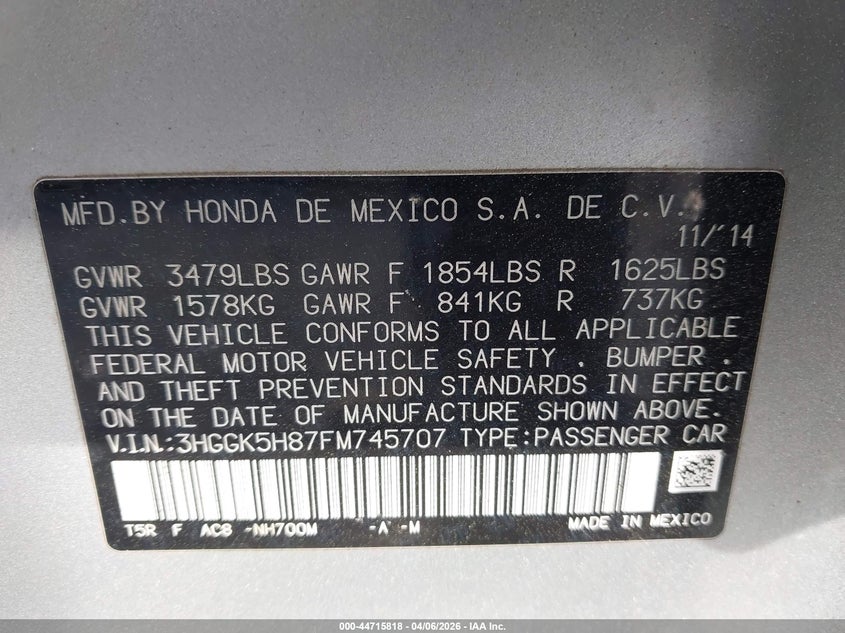 MFD.BY HONDA DE MEXICO S.A. DE C.V.
11/'14
GVWR 3479LBS GAWR F 1854LBS R 1625LBS
GVWR 1578KG GAWR F 841KG R 737KG
THIS VEHICLE CONFORMS TO ALL APPLICABLE
FEDERAL MOTOR VEHICLE SAFETY , BUMPER ,
AND THEFT PREVENTION STANDARDS IN EFFECT
ON THE DATE OF MANUFACTURE SHOWN ABOVE.
V.I.N.:3HGGK5H87FM745707 TYPE:PASSENGER CAR
T5R F AC8 -NH700M -A -M MADE IN MEXICO
000-44715818 - 04/06/2026 - IAA Inc.